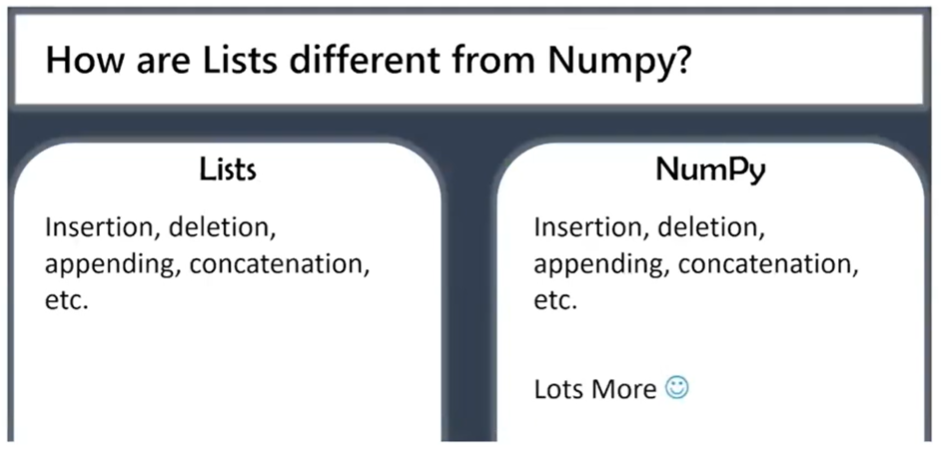 How are Lists different from Numpy?
Lists
Insertion, deletion,
appending, concatenation,
etc.
NumPy
Insertion, deletion,
appending, concatenation,
etc.
Lots More ☺